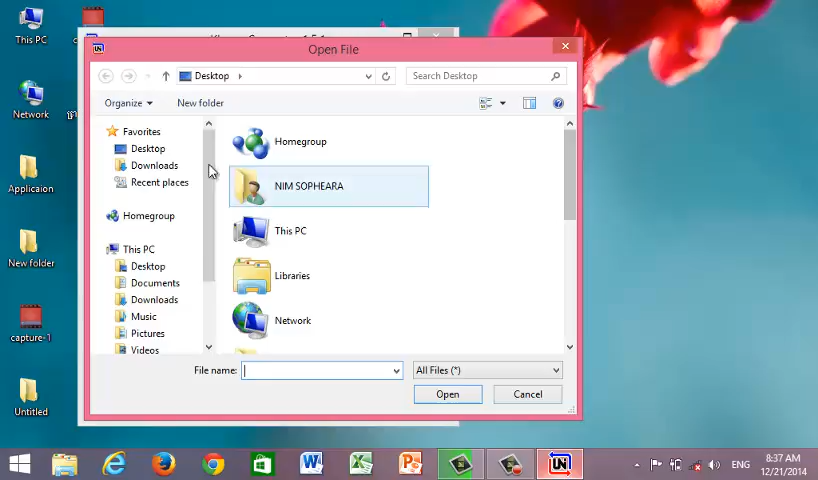 This PC
Network
Applicaion
New folder
capture-1
Untitled
Open File
Desktop
Search Desktop
Organize
New folder
Favorites
Desktop
Downloads
Recent places
Homegroup
This PC
Desktop
Documents
Downloads
Music
Pictures
Videos
Homegroup
NIM SOPHEARA
This PC
Libraries
Network
File name:
All Files (*)
Open
Cancel
ENG
8:37 AM
12/21/2014